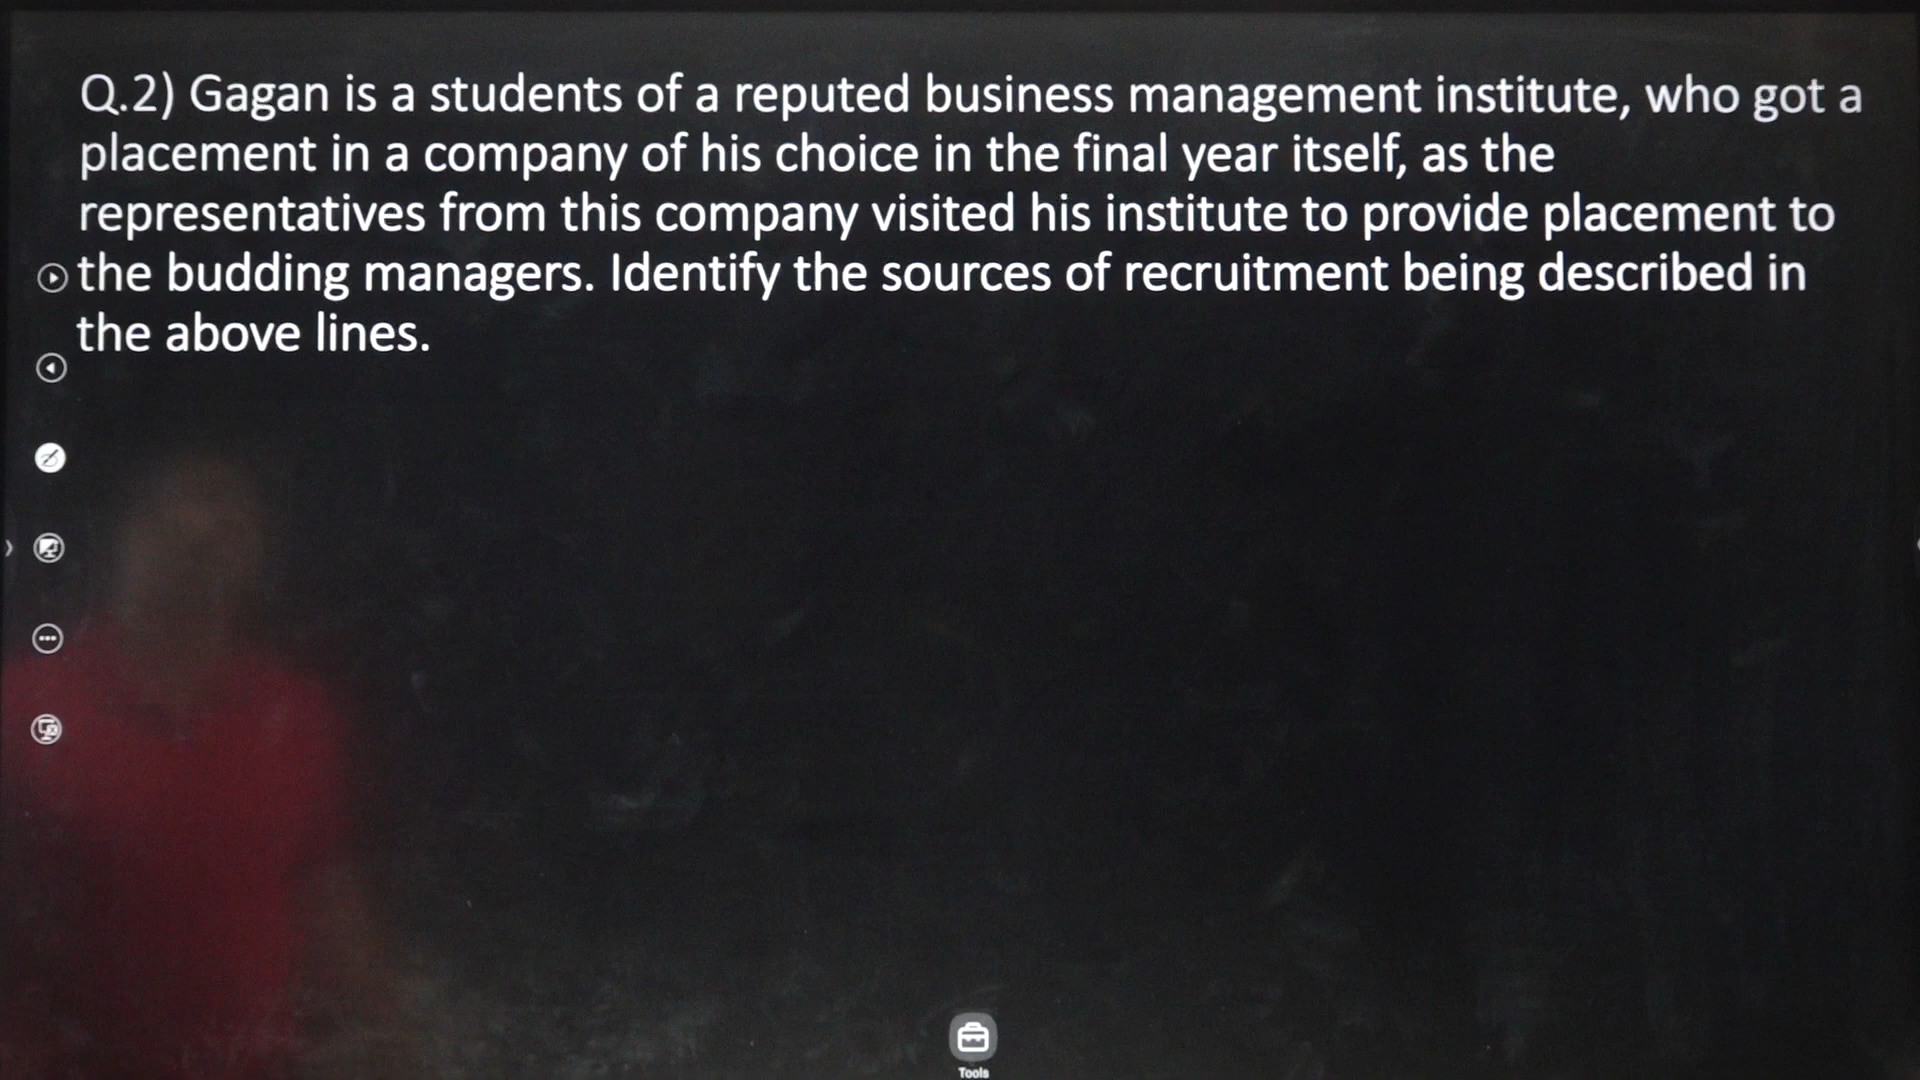 Q.2) Gagan is a students of a reputed business management institute, who got a
placement in a company of his choice in the final year itself, as the
representatives from this company visited his institute to provide placement to
the budding managers. Identify the sources of recruitment being described in
the above lines.
Tools